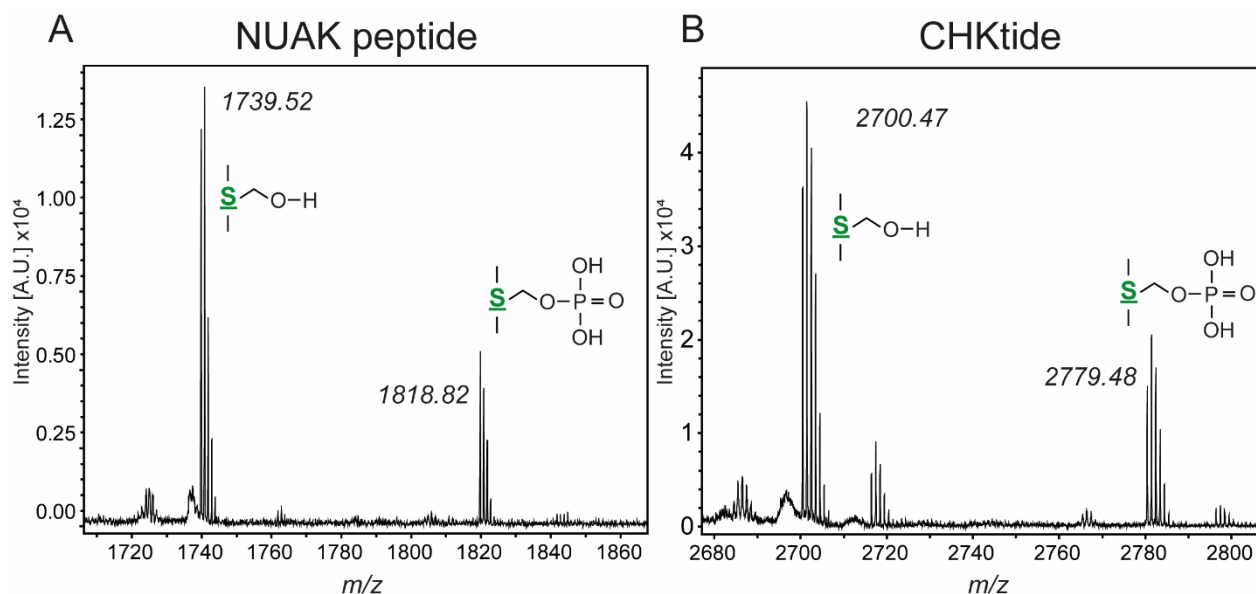 A
NUAK peptide
Intensity [A.U.] x10⁴
1.25
1.00
0.75
0.50
0.25
0.00
1739.52
S
O–H
1818.82
S
O–P=O
OH
OH
1720
1740
1760
1780
1800
1820
1840
1860
m/z
B
CHKtide
Intensity [A.U.] x10⁴
4
3
2
1
0
2700.47
S
O–H
2779.48
S
O–P=O
OH
OH
2680
2700
2720
2740
2760
2780
2800
m/z